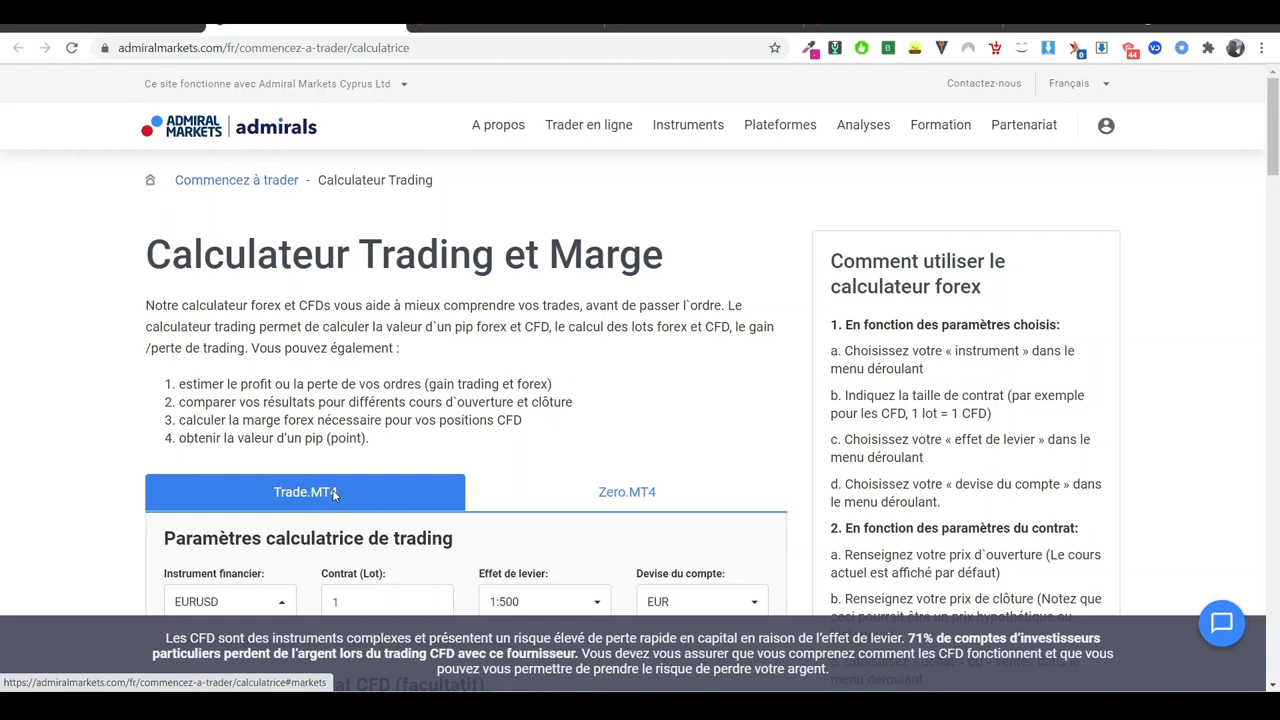 admiralmarkets.com/fr/commencez-a-trader/calculatrice
0
44
Ce site fonctionne avec Admiral Markets Cyprus Ltd
Contactez-nous
Français
ADMIRAL MARKETS
admirals
A propos
Trader en ligne
Instruments
Plateformes
Analyses
Formation
Partenariat
Commencez à trader - Calculateur Trading
Calculateur Trading et Marge
Notre calculateur forex et CFDs vous aide à mieux comprendre vos trades, avant de passer l`ordre. Le
calculateur trading permet de calculer la valeur d`un pip forex et CFD, le calcul des lots forex et CFD, le gain
/perte de trading. Vous pouvez également :
1. estimer le profit ou la perte de vos ordres (gain trading et forex)
2. comparer vos résultats pour différents cours d`ouverture et clôture
3. calculer la marge forex nécessaire pour vos positions CFD
4. obtenir la valeur d’un pip (point).
Trade.MT4
Zero.MT4
Paramètres calculatrice de trading
Instrument financier:
Contrat (Lot):
Effet de levier:
Devise du compte:
EURUSD
1
1:500
EUR
Comment utiliser le
calculateur forex
1. En fonction des paramètres choisis:
a. Choisissez votre « instrument » dans le
menu déroulant
b. Indiquez la taille de contrat (par exemple
pour les CFD, 1 lot = 1 CFD)
c. Choisissez votre « effet de levier » dans le
menu déroulant.
d. Choisissez votre « devise du compte » dans
le menu déroulant.
2. En fonction des paramètres du contrat:
a. Renseignez votre prix d`ouverture (Le cours
actuel est affiché par défaut)
b. Renseignez votre prix de clôture (Notez que
ceci pourrait être un prix hypothétique ou
Les CFD sont des instruments complexes et présentent un risque élevé de perte rapide en capital en raison de l’effet de levier. 71% de comptes d’investisseurs
particuliers perdent de l’argent lors du trading CFD avec ce fournisseur. Vous devez vous assurer que vous comprenez comment les CFD fonctionnent et que vous
pouvez vous permettre de prendre le risque de perdre votre argent.
https://admiralmarkets.com/fr/commencez-a-trader/calculatrice#markets
at CFD (facultatif)
menu déroulant.